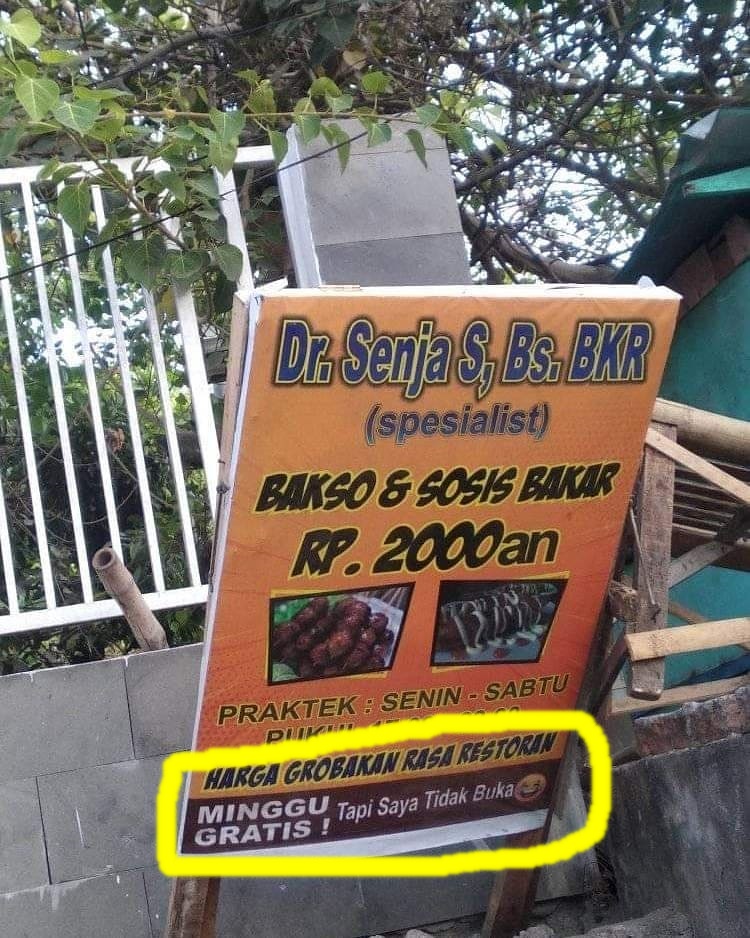 Dr. Senja S, Bs. BKR
(spesialist)
BAKSO & SOSIS BAKAR
RP. 2000an
PRAKTEK : SENIN - SABTU
PUKUL
HARGA GROBAKAN RASA RESTORAN
MINGGU GRATIS ! Tapi Saya Tidak Buka